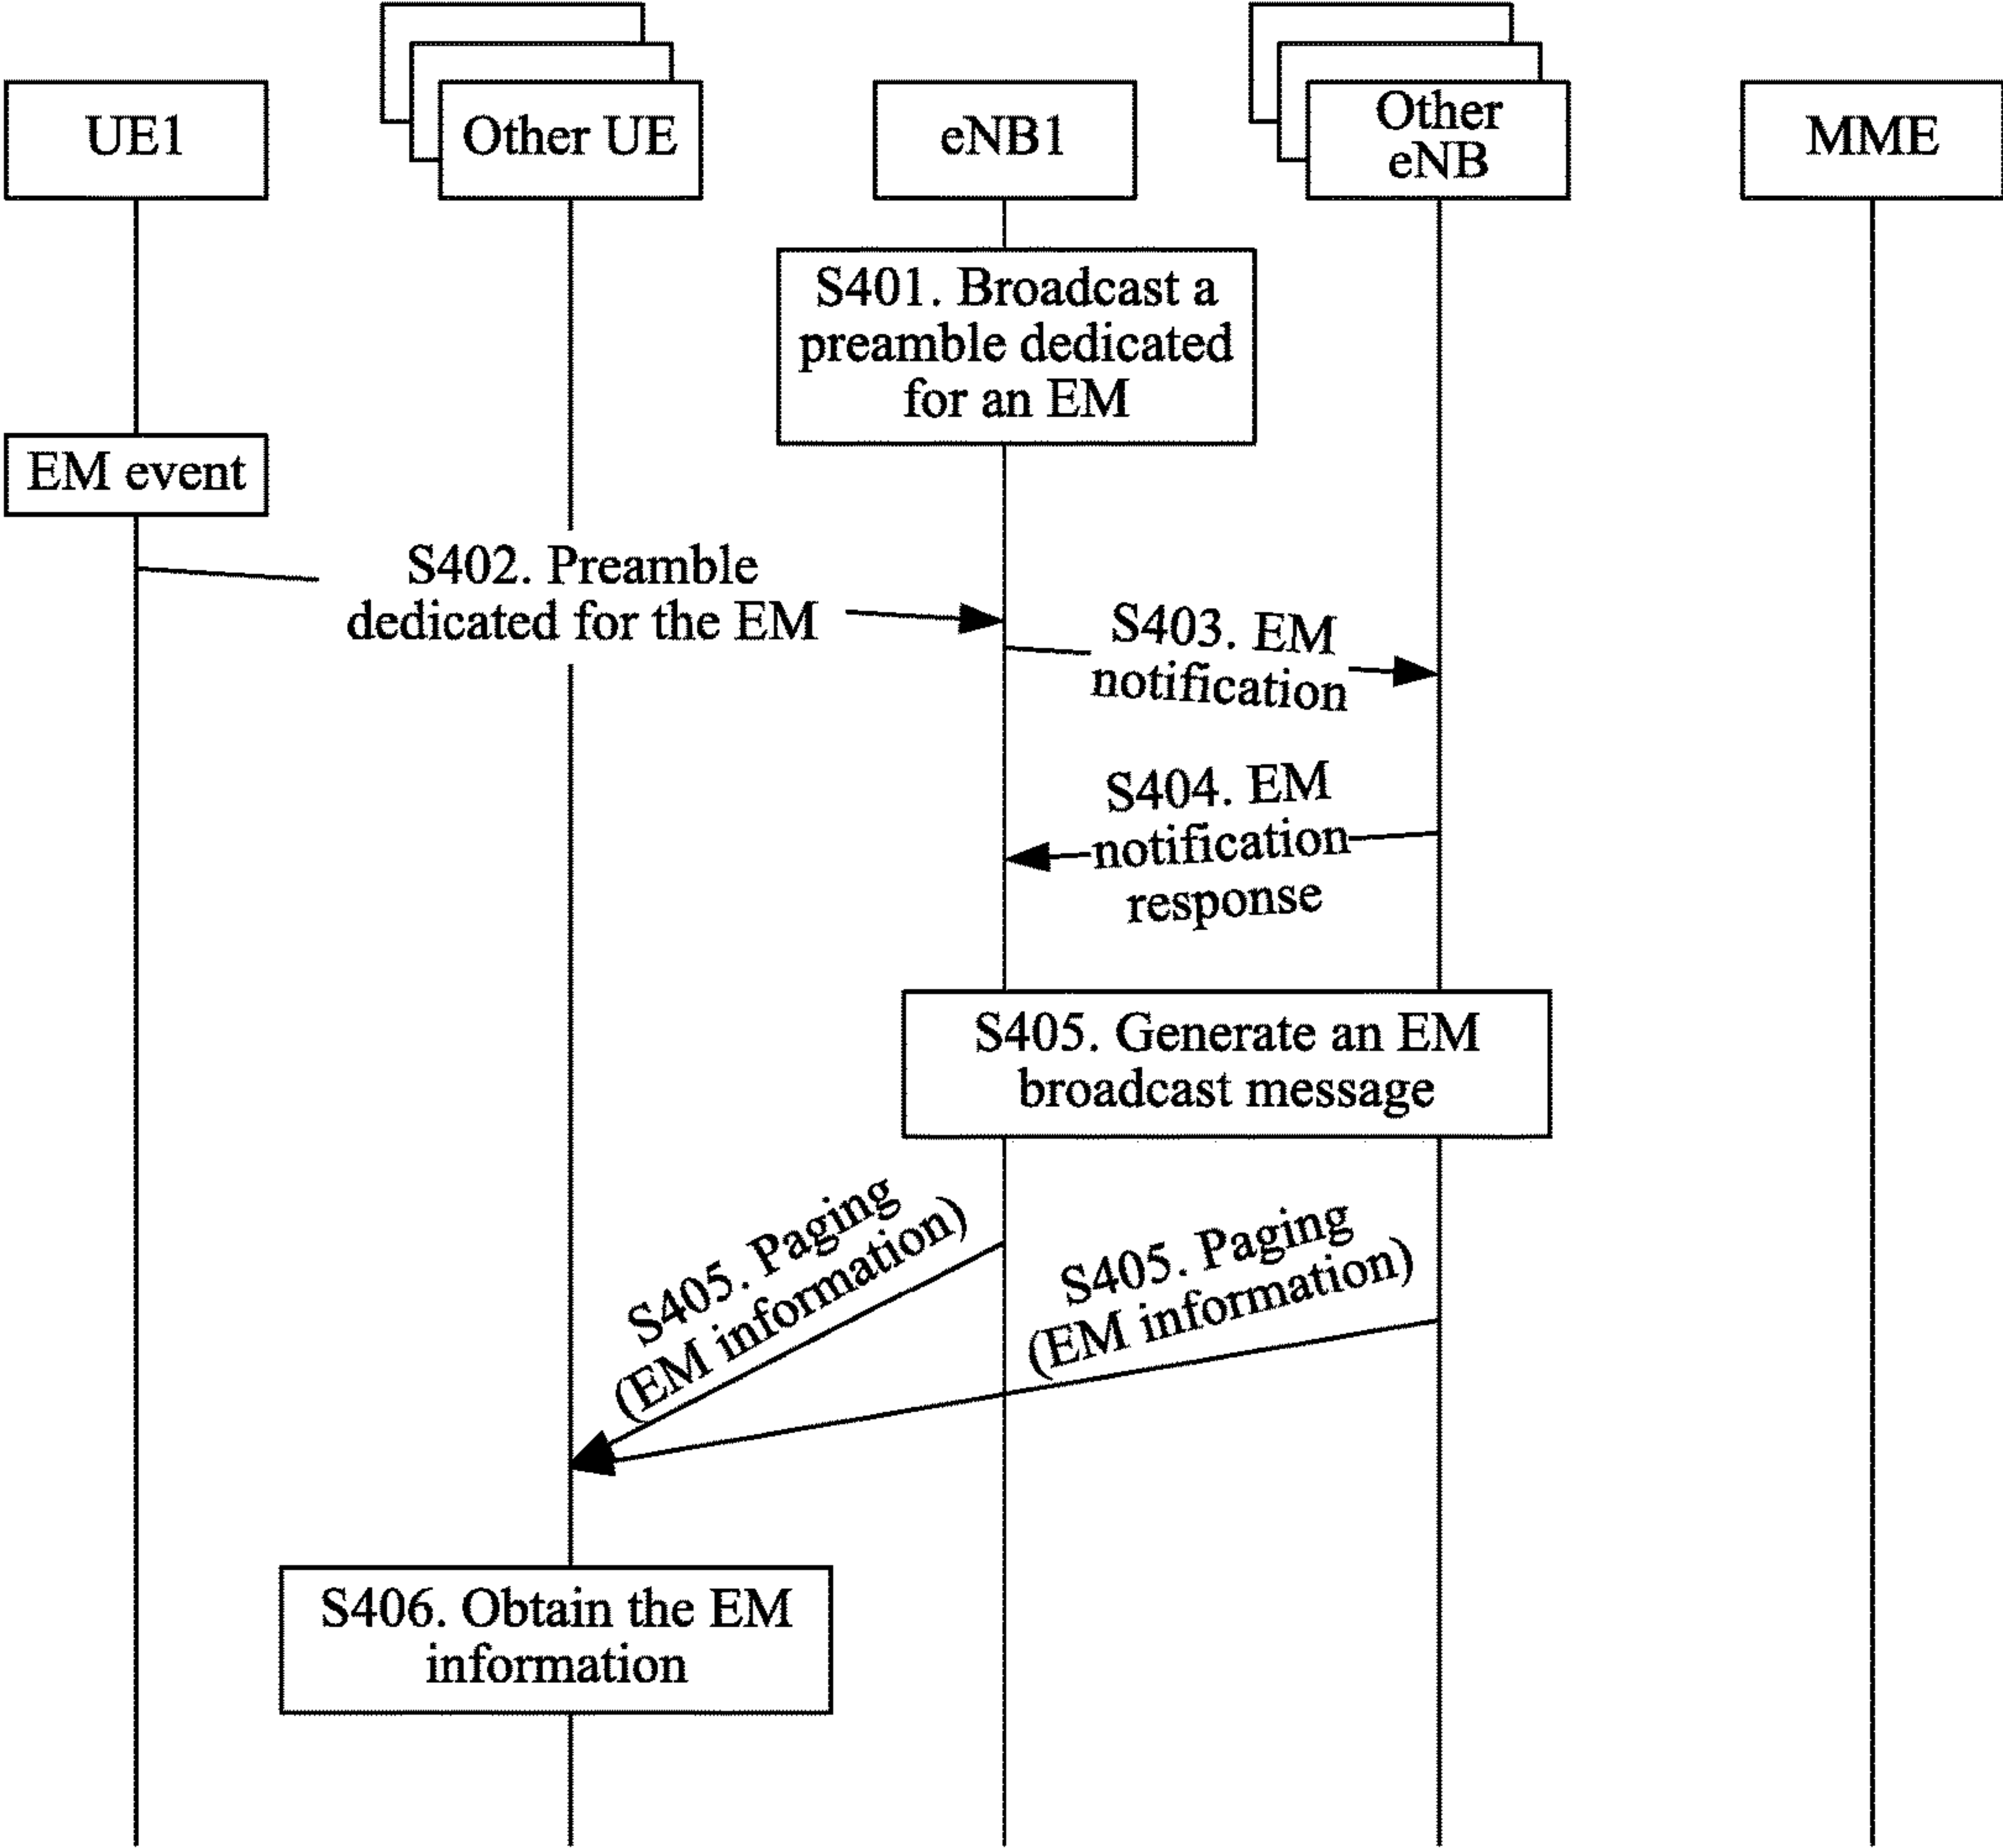 UE1
Other UE
eNB1
Other
eNB
MME
S401. Broadcast a
preamble dedicated
for an EM
EM event
S402. Preamble
dedicated for the EM
S403. EM
notification
S404. EM
notification
response
S405. Generate an EM
broadcast message
S405. Paging
(EM information)
S405. Paging
(EM information)
S406. Obtain the EM
information